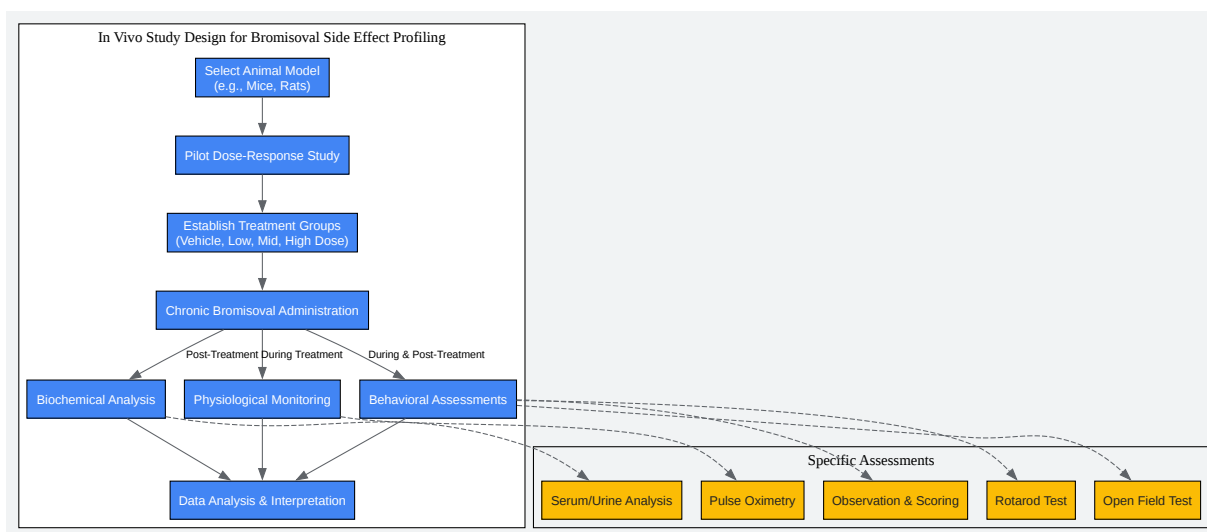 In Vivo Study Design for Bromisoval Side Effect Profiling
Select Animal Model
(e.g., Mice, Rats)
Pilot Dose-Response Study
Establish Treatment Groups
(Vehicle, Low, Mid, High Dose)
Chronic Bromisoval Administration
Post-Treatment
During Treatment
During & Post-Treatment
Biochemical Analysis
Physiological Monitoring
Behavioral Assessments
Data Analysis & Interpretation
Specific Assessments
Serum/Urine Analysis
Pulse Oximetry
Observation & Scoring
Rotarod Test
Open Field Test